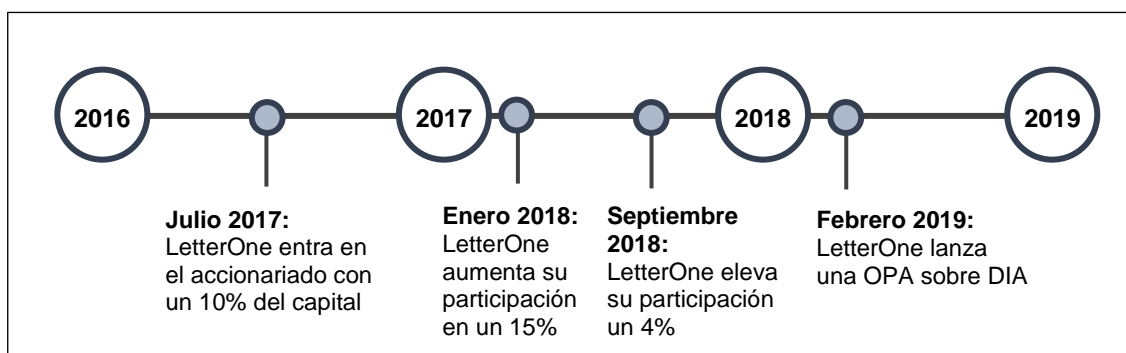 2016
2017
2018
2019
Julio 2017:
LetterOne entra en
el accionariado con
un 10% del capital
Enero 2018:
LetterOne
aumenta su
participación
en un 15%
Septiembre
2018:
LetterOne eleva
su participación
un 4%
Febrero 2019:
LetterOne lanza
una OPA sobre DIA